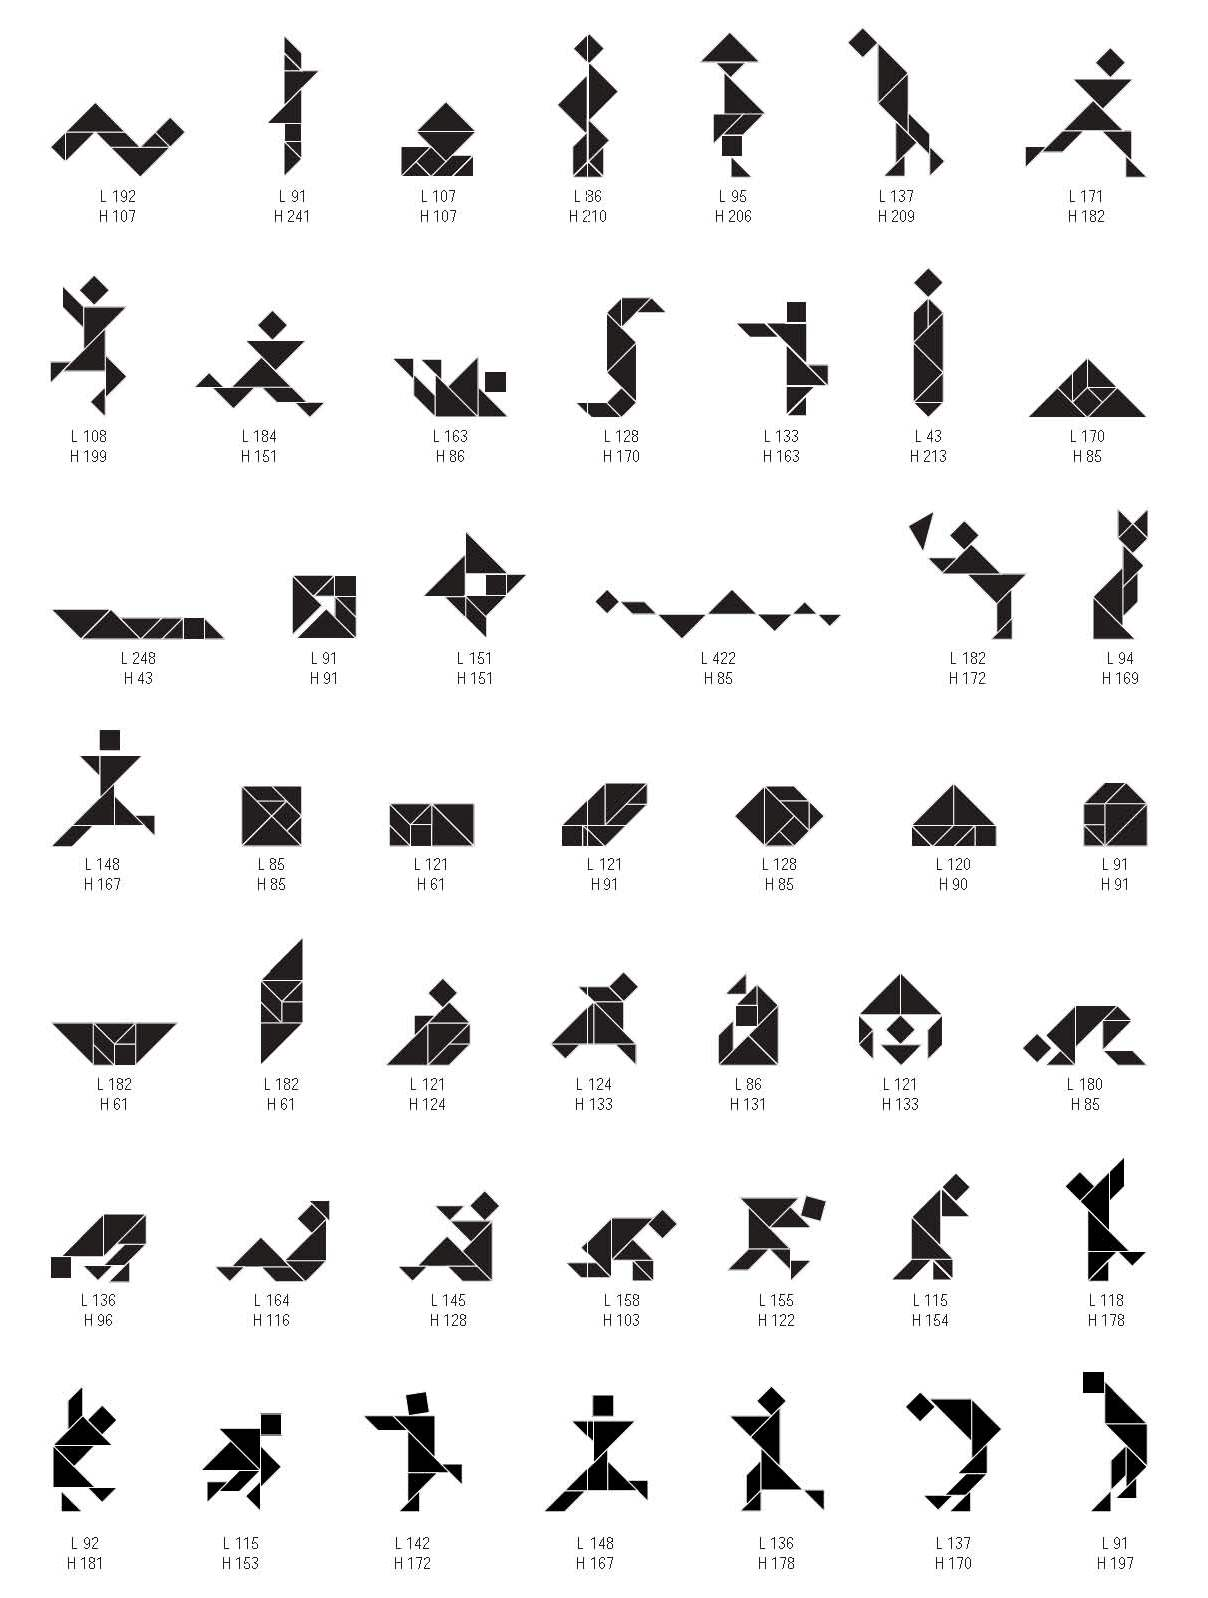 L 192
H 107
L 91
H 241
L 107
H 107
L 86
H 210
L 95
H 206
L 137
H 209
L 171
H 182
L 108
H 199
L 184
H 151
L 163
H 86
L 128
H 170
L 133
H 163
L 43
H 213
L 170
H 85
L 248
H 43
L 91
H 91
L 151
H 151
L 422
H 85
L 182
H 172
L 94
H 169
L 148
H 167
L 85
H 85
L 121
H 61
L 121
H 91
L 128
H 85
L 120
H 90
L 91
H 91
L 182
H 61
L 182
H 61
L 121
H 124
L 124
H 133
L 86
H 131
L 121
H 133
L 180
H 85
L 136
H 96
L 164
H 116
L 145
H 128
L 158
H 103
L 155
H 122
L 115
H 154
L 118
H 178
L 92
H 181
L 115
H 153
L 142
H 172
L 148
H 167
L 136
H 178
L 137
H 170
L 91
H 197